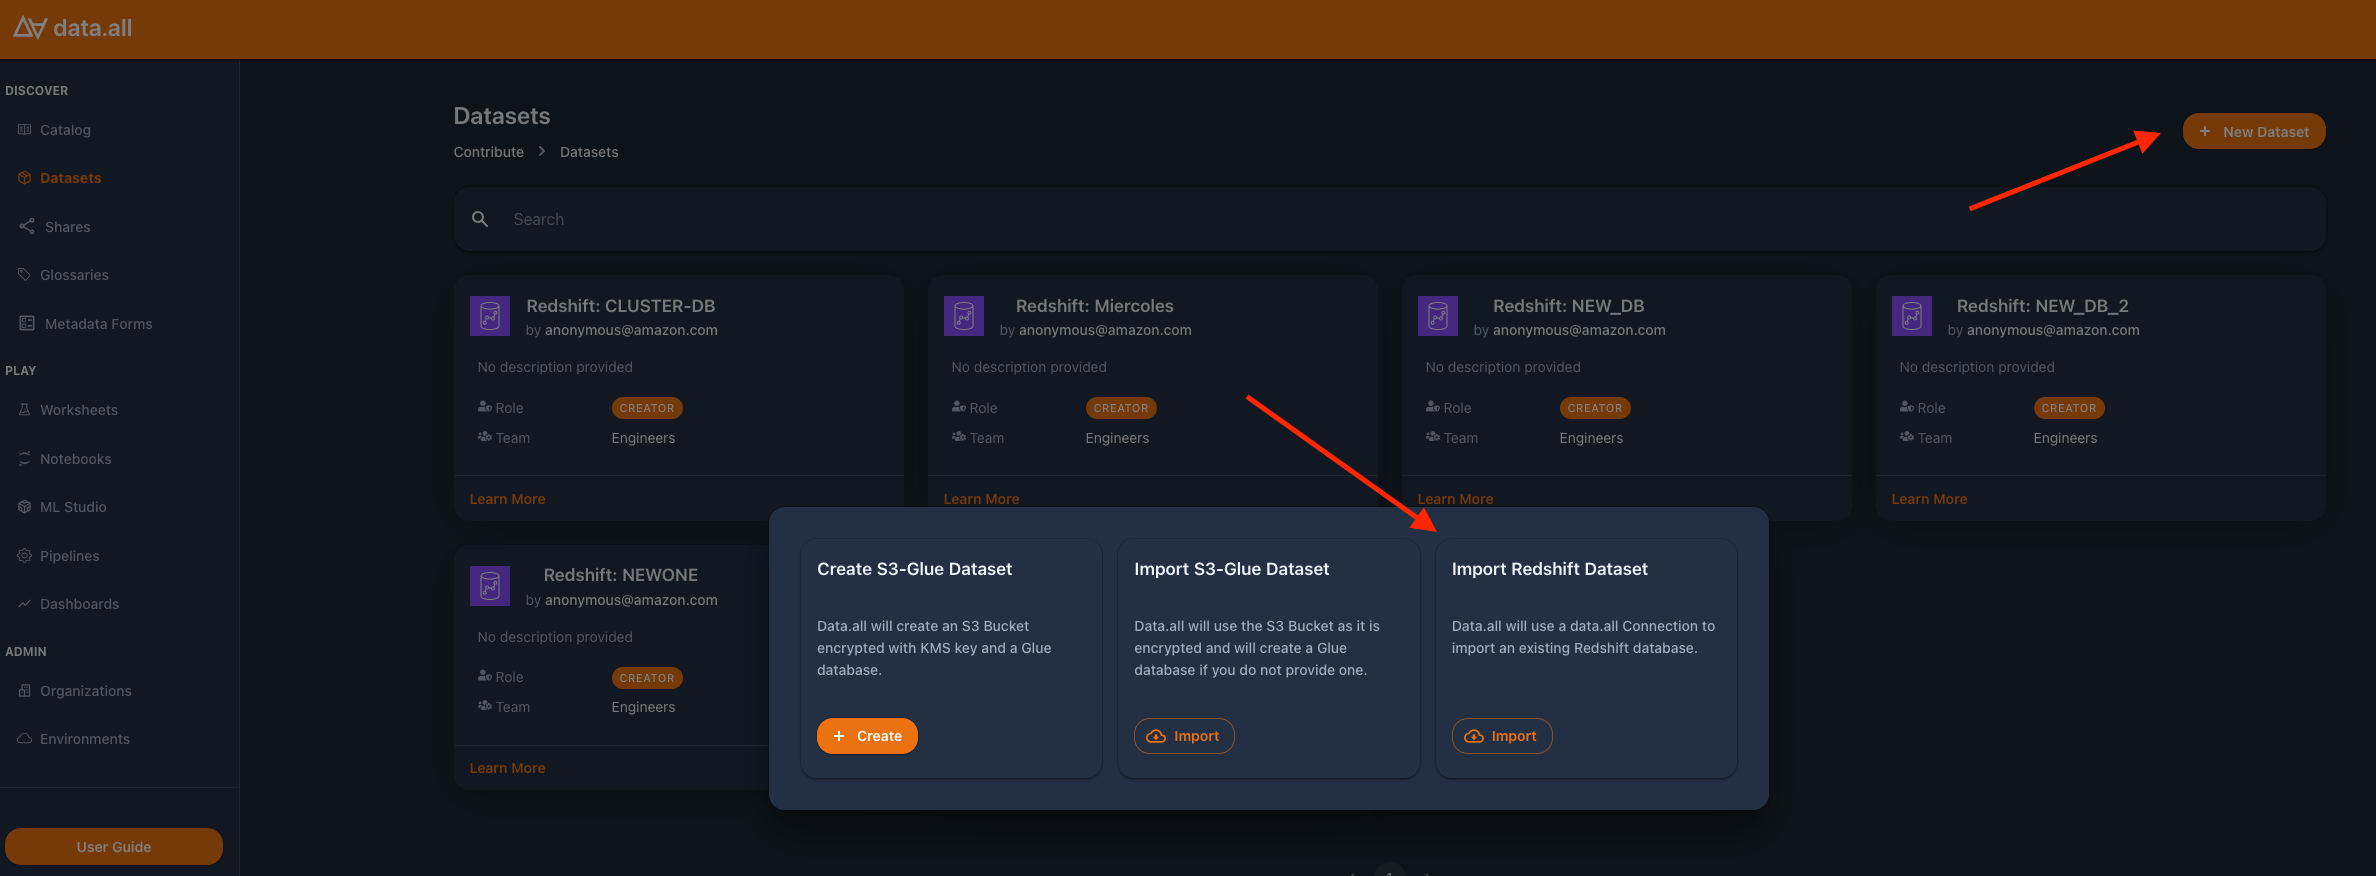 data.all
DISCOVER
Catalog
Datasets
Shares
Glossaries
Metadata Forms
PLAY
Worksheets
Notebooks
ML Studio
Pipelines
Dashboards
ADMIN
Organizations
Environments
User Guide
Datasets
Contribute > Datasets
+ New Dataset
Search
Redshift: CLUSTER-DB
by anonymous@amazon.com
No description provided
Role CREATOR
Team Engineers
Learn More
Redshift: Miercoles
by anonymous@amazon.com
No description provided
Role CREATOR
Team Engineers
Learn More
Redshift: NEW_DB
by anonymous@amazon.com
No description provided
Role CREATOR
Team Engineers
Learn More
Redshift: NEW_DB_2
by anonymous@amazon.com
No description provided
Role CREATOR
Team Engineers
Learn More
Redshift: NEWONE
by anonymous@amazon.com
No description provided
Role CREATOR
Team Engineers
Learn More
Create S3-Glue Dataset
Data.all will create an S3 Bucket
encrypted with KMS key and a Glue
database.
+ Create
Import S3-Glue Dataset
Data.all will use the S3 Bucket as it is
encrypted and will create a Glue
database if you do not provide one.
Import
Import Redshift Dataset
Data.all will use a data.all Connection to
import an existing Redshift database.
Import